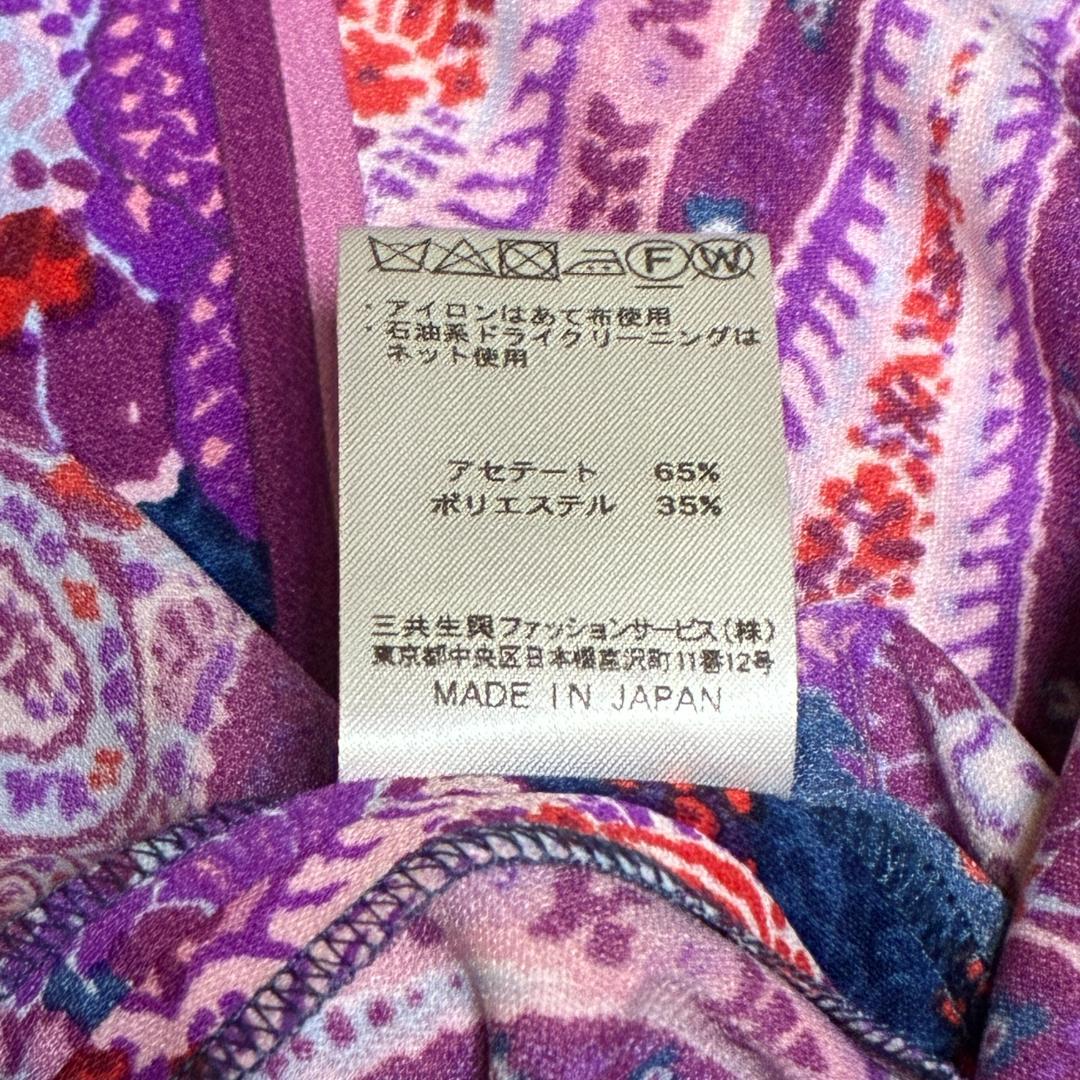 F W
・アイロンはあて布使用
・石油系ドライクリーニングは
ネット使用
アセテート 65%
ポリエステル 35%
三共生興ファッションサービス(株)
東京都中央区日本橋富沢町11番12号
MADE IN JAPAN